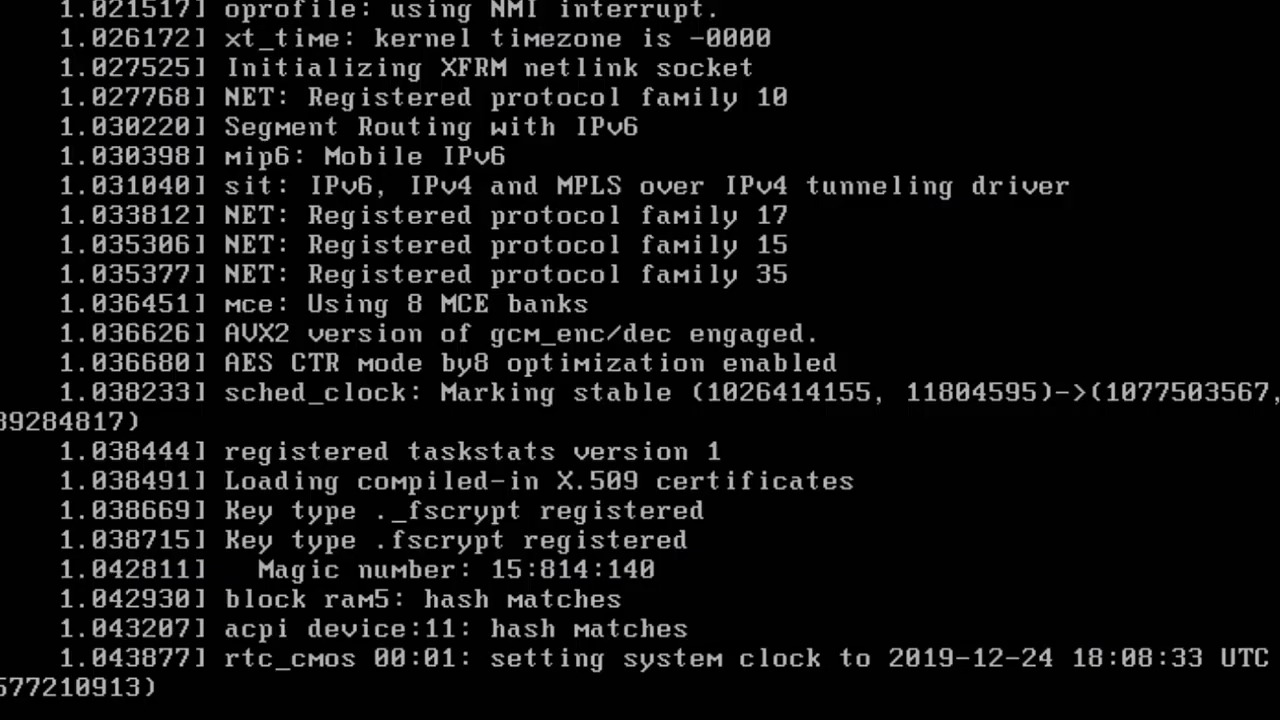 1.021517] oprofile: using NMI interrupt.
1.026172] xt_time: kernel timezone is -0000
1.027525] Initializing XFRM netlink socket
1.027768] NET: Registered protocol family 10
1.030220] Segment Routing with IPv6
1.030398] mip6: Mobile IPv6
1.031040] sit: IPv6, IPv4 and MPLS over IPv4 tunneling driver
1.033812] NET: Registered protocol family 17
1.035306] NET: Registered protocol family 15
1.035377] NET: Registered protocol family 35
1.036451] mce: Using 8 MCE banks
1.036626] AVX2 version of gcm_enc/dec engaged.
1.036680] AES CTR mode by8 optimization enabled
1.038233] sched_clock: Marking stable (1026414155, 11804595)->(1077503567,
39284817)
1.038444] registered taskstats version 1
1.038491] Loading compiled-in X.509 certificates
1.038669] Key type ._fscrypt registered
1.038715] Key type .fscrypt registered
1.042811]   Magic number: 15:814:140
1.042930] block ram5: hash matches
1.043207] acpi device:11: hash matches
1.043877] rtc_cmos 00:01: setting system clock to 2019-12-24 18:08:33 UTC
577210913)